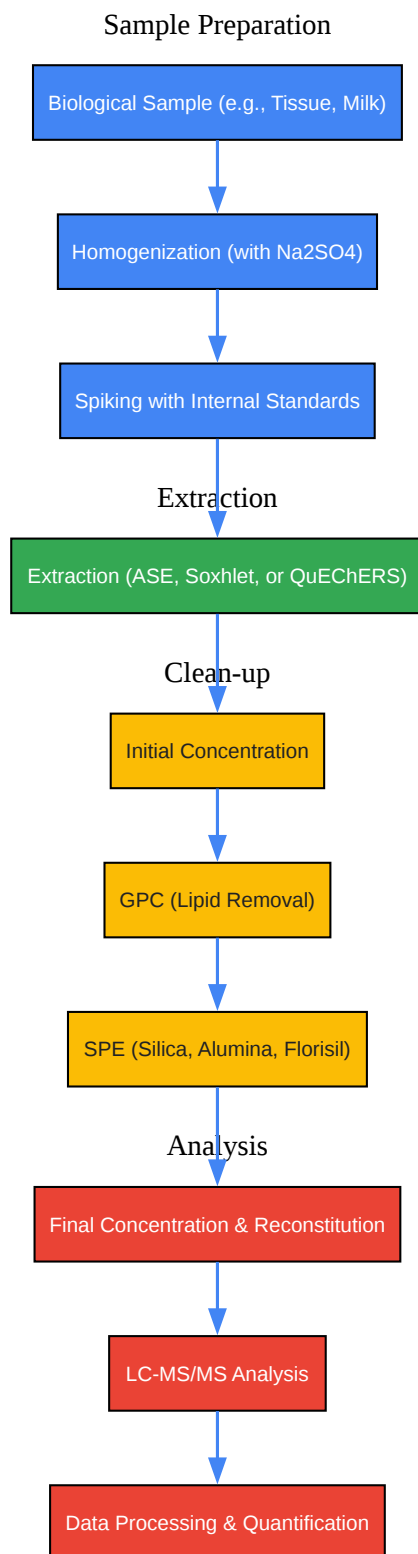 Sample Preparation
Biological Sample (e.g., Tissue, Milk)
Homogenization (with Na2SO4)
Spiking with Internal Standards
Extraction
Extraction (ASE, Soxhlet, or QuEChERS)
Clean-up
Initial Concentration
GPC (Lipid Removal)
SPE (Silica, Alumina, Florisil)
Analysis
Final Concentration & Reconstitution
LC-MS/MS Analysis
Data Processing & Quantification